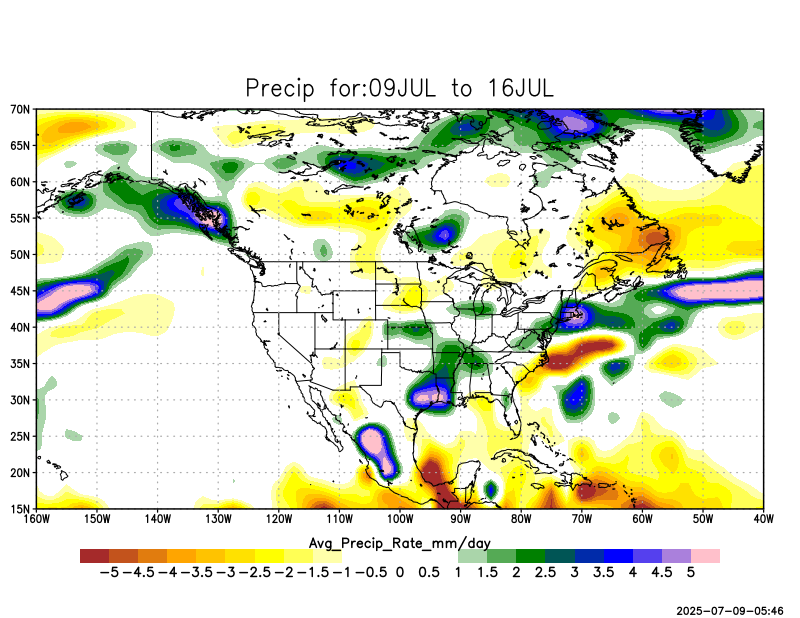 Precip for:09JUL to 16JUL
70N
65N
60N
55N
50N
45N
40N
35N
30N
25N
20N
15N
160W 150W 140W 130W 120W 110W 100W 90W 80W 70W 60W 50W 40W
Avg_Precip_Rate_mm/day
-5 -4.5 -4 -3.5 -3 -2.5 -2 -1.5 -1 -0.5 0 0.5 1 1.5 2 2.5 3 3.5 4 4.5 5
2025-07-09-05:46